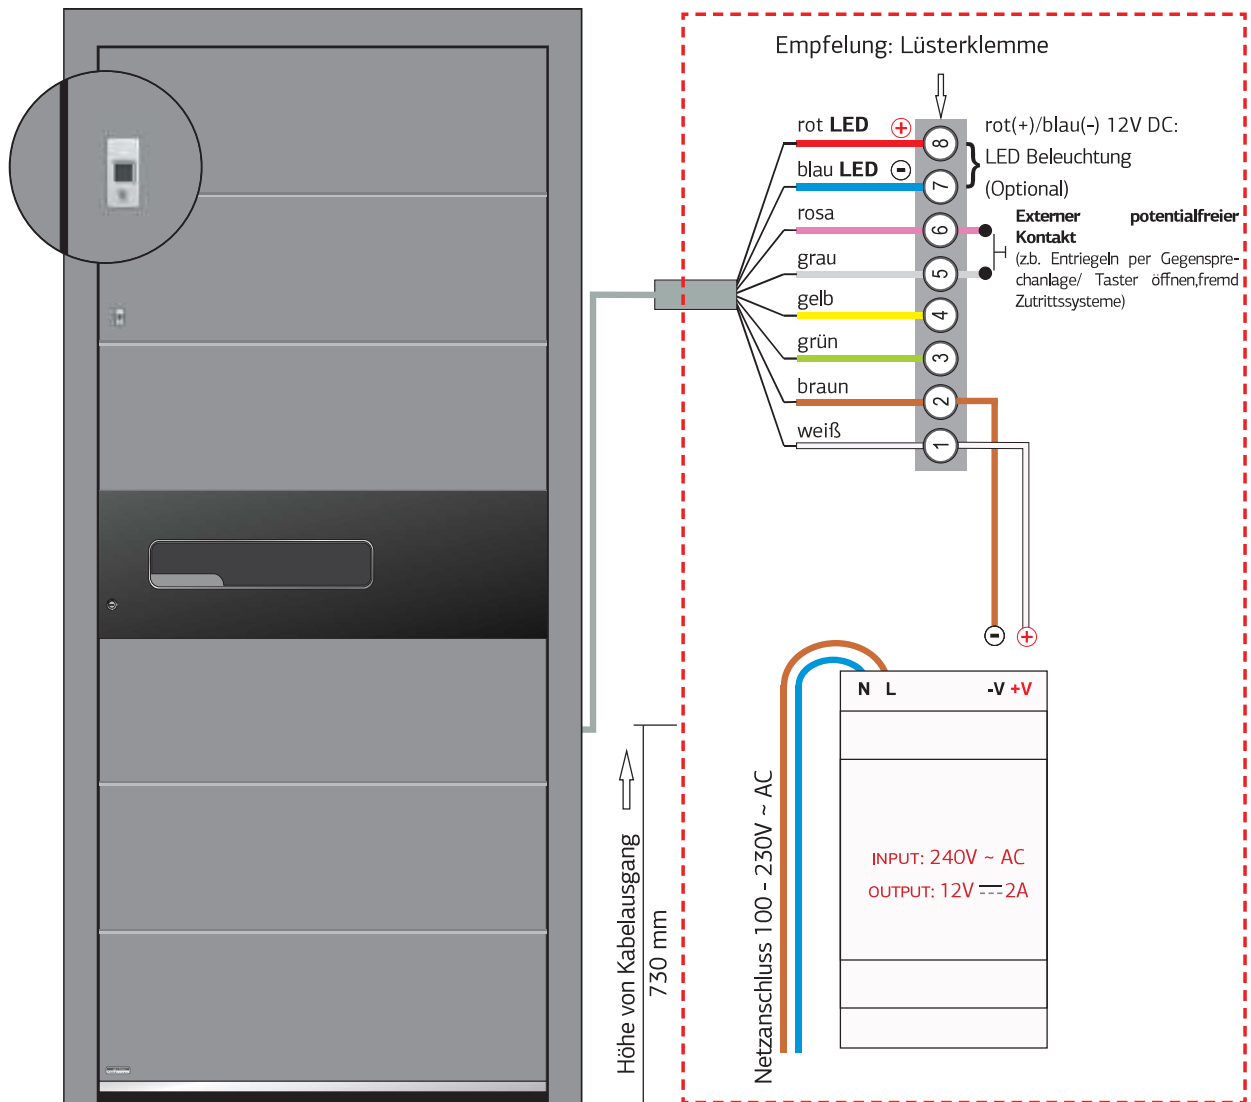 Empfelung: Lüsterklemme
rot LED +
blau LED -
rosa
grau
gelb
grün
braun
weiß
8
7
6
5
4
3
2
1
rot(+)/blau(-) 12V DC:
LED Beleuchtung
(Optional)
Externer potentialfreier
Kontakt
(z.b. Entriegeln per Gegenspre-
chanlage/ Taster öffnen,fremd
Zutrittssysteme)
- +
N L -V +V
INPUT: 240V ~ AC
OUTPUT: 12V ⎓ 2A
Netzanschluss 100 - 230V ~ AC
Höhe von Kabelausgang
730 mm